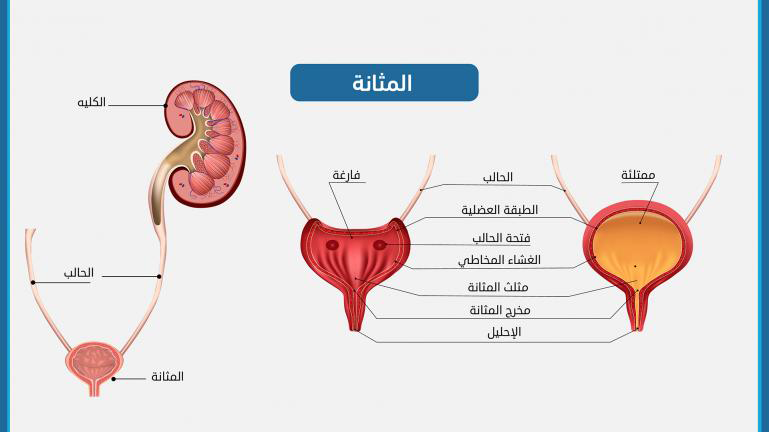 المثانة
الكليه
الحالب
المثانة
فارغة
الحالب
ممتلئة
الطبقة العضلية
فتحة الحالب
الغشاء المخاطي
مثلث المثانة
مخرج المثانة
الإحليل